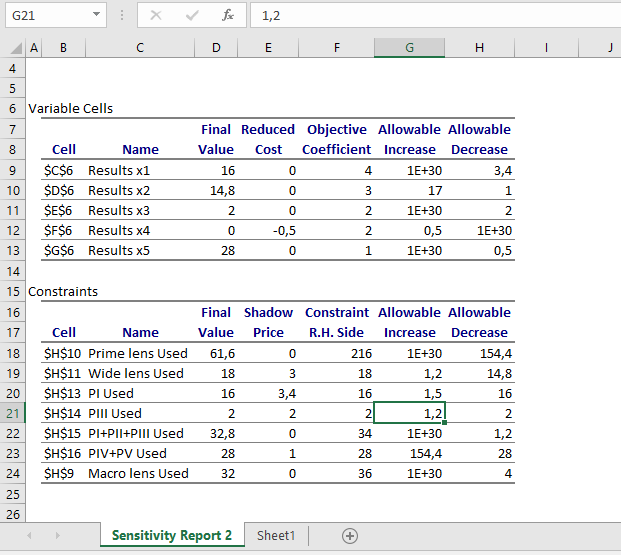 G21 fx 1,2
A B C D E F G H I J
4
5
6 Variable Cells
7 Final Reduced Objective Allowable Allowable
8 Cell Name Value Cost Coefficient Increase Decrease
9 $C$6 Results x1 16 0 4 1E+30 3,4
10 $D$6 Results x2 14,8 0 3 17 1
11 $E$6 Results x3 2 0 2 1E+30 2
12 $F$6 Results x4 0 -0,5 2 0,5 1E+30
13 $G$6 Results x5 28 0 1 1E+30 0,5
14
15 Constraints
16 Final Shadow Constraint Allowable Allowable
17 Cell Name Value Price R.H. Side Increase Decrease
18 $H$10 Prime lens Used 61,6 0 216 1E+30 154,4
19 $H$11 Wide lens Used 18 3 18 1,2 14,8
20 $H$13 PI Used 16 3,4 16 1,5 16
21 $H$14 PIII Used 2 2 2 1,2 2
22 $H$15 PI+PII+PIII Used 32,8 0 34 1E+30 1,2
23 $H$16 PIV+PV Used 28 1 28 154,4 28
24 $H$9 Macro lens Used 32 0 36 1E+30 4
25
26
Sensitivity Report 2 Sheet1